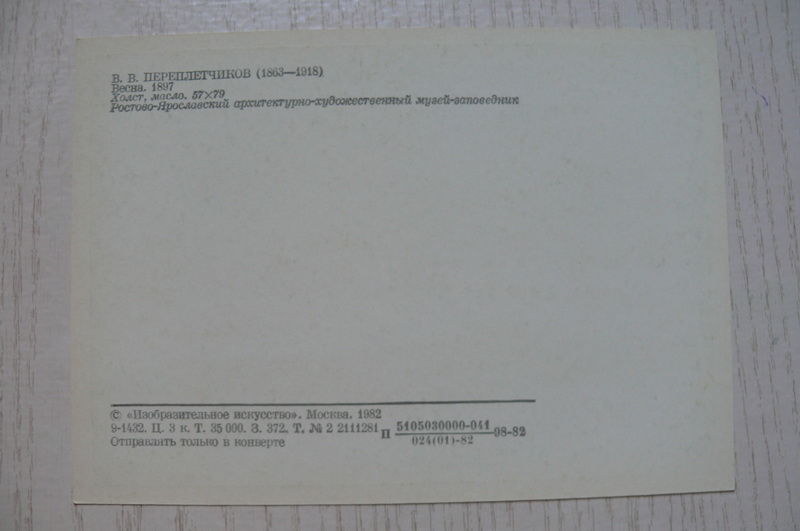 В. В. ПЕРЕПЛЕТЧИКОВ (1863—1918)
Весна. 1897
Холст, масло. 57×79
Ростово-Ярославский архитектурно-художественный музей-заповедник
© «Изобразительное искусство». Москва. 1982
9-1432. Ц. 3 к. Т. 35 000. З. 372. Т. № 2 2111281 П 5105030000-041 98-82
024(01)-82
Отправлять только в конверте